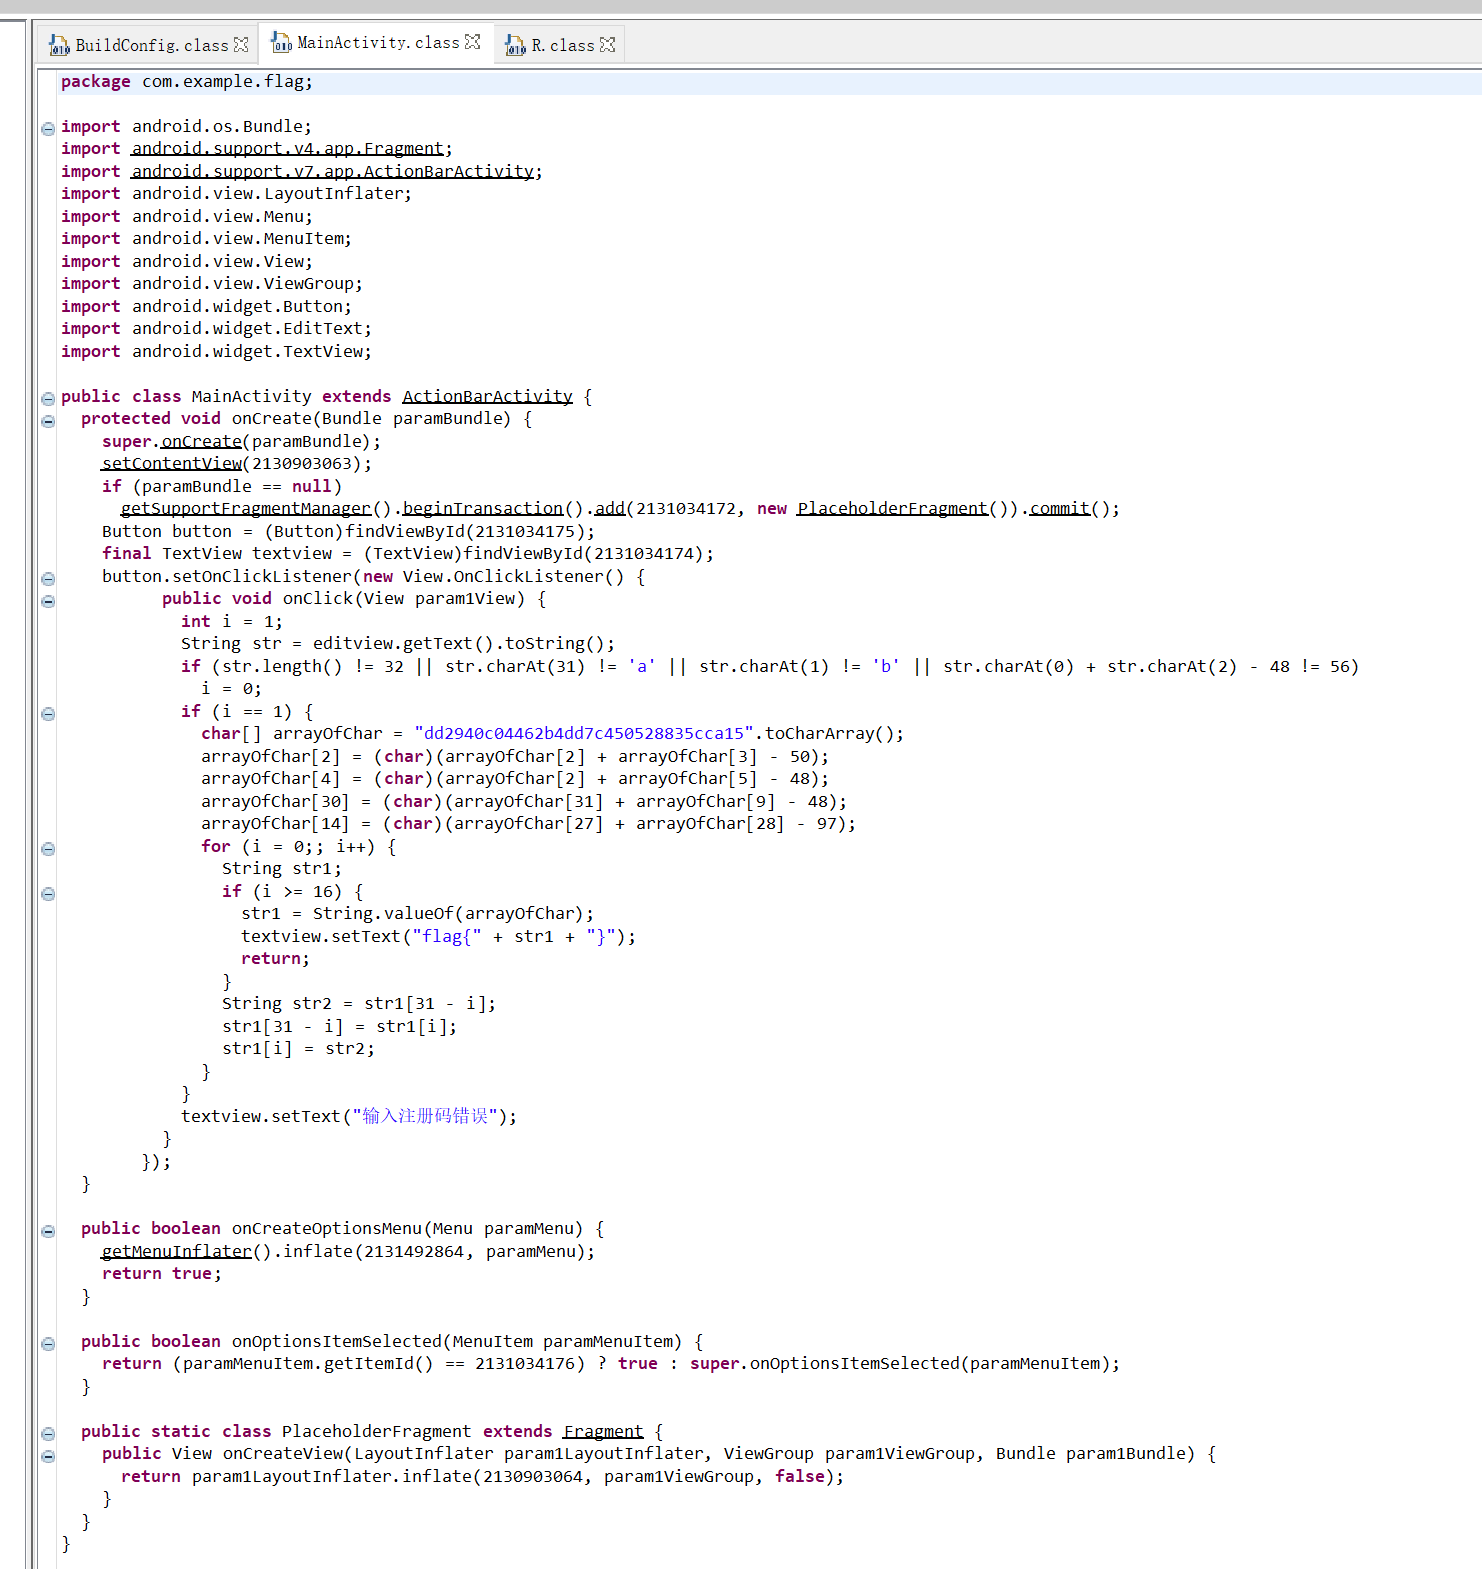 BuildConfig.class MainActivity.class R.class
package com.example.flag;
import android.os.Bundle;
import android.support.v4.app.Fragment;
import android.support.v7.app.ActionBarActivity;
import android.view.LayoutInflater;
import android.view.Menu;
import android.view.MenuItem;
import android.view.View;
import android.view.ViewGroup;
import android.widget.Button;
import android.widget.EditText;
import android.widget.TextView;
public class MainActivity extends ActionBarActivity {
protected void onCreate(Bundle paramBundle) {
super.onCreate(paramBundle);
setContentView(2130903063);
if (paramBundle == null)
getSupportFragmentManager().beginTransaction().add(2131034172, new PlaceholderFragment()).commit();
Button button = (Button)findViewById(2131034175);
final TextView textview = (TextView)findViewById(2131034174);
button.setOnClickListener(new View.OnClickListener() {
public void onClick(View param1View) {
int i = 1;
String str = editview.getText().toString();
if (str.length() != 32 || str.charAt(31) != 'a' || str.charAt(1) != 'b' || str.charAt(0) + str.charAt(2) - 48 != 56)
i = 0;
if (i == 1) {
char[] arrayOfChar = "dd2940c04462b4dd7c450528835cca15".toCharArray();
arrayOfChar[2] = (char)(arrayOfChar[2] + arrayOfChar[3] - 50);
arrayOfChar[4] = (char)(arrayOfChar[2] + arrayOfChar[5] - 48);
arrayOfChar[30] = (char)(arrayOfChar[31] + arrayOfChar[9] - 48);
arrayOfChar[14] = (char)(arrayOfChar[27] + arrayOfChar[28] - 97);
for (i = 0;; i++) {
String str1;
if (i >= 16) {
str1 = String.valueOf(arrayOfChar);
textview.setText("flag{" + str1 + "}");
return;
}
String str2 = str1[31 - i];
str1[31 - i] = str1[i];
str1[i] = str2;
}
}
textview.setText("输入注册码错误");
}
});
}
public boolean onCreateOptionsMenu(Menu paramMenu) {
getMenuInflater().inflate(2131492864, paramMenu);
return true;
}
public boolean onOptionsItemSelected(MenuItem paramMenuItem) {
return (paramMenuItem.getItemId() == 2131034176) ? true : super.onOptionsItemSelected(paramMenuItem);
}
public static class PlaceholderFragment extends Fragment {
public View onCreateView(LayoutInflater param1LayoutInflater, ViewGroup param1ViewGroup, Bundle param1Bundle) {
return param1LayoutInflater.inflate(2130903064, param1ViewGroup, false);
}
}
}